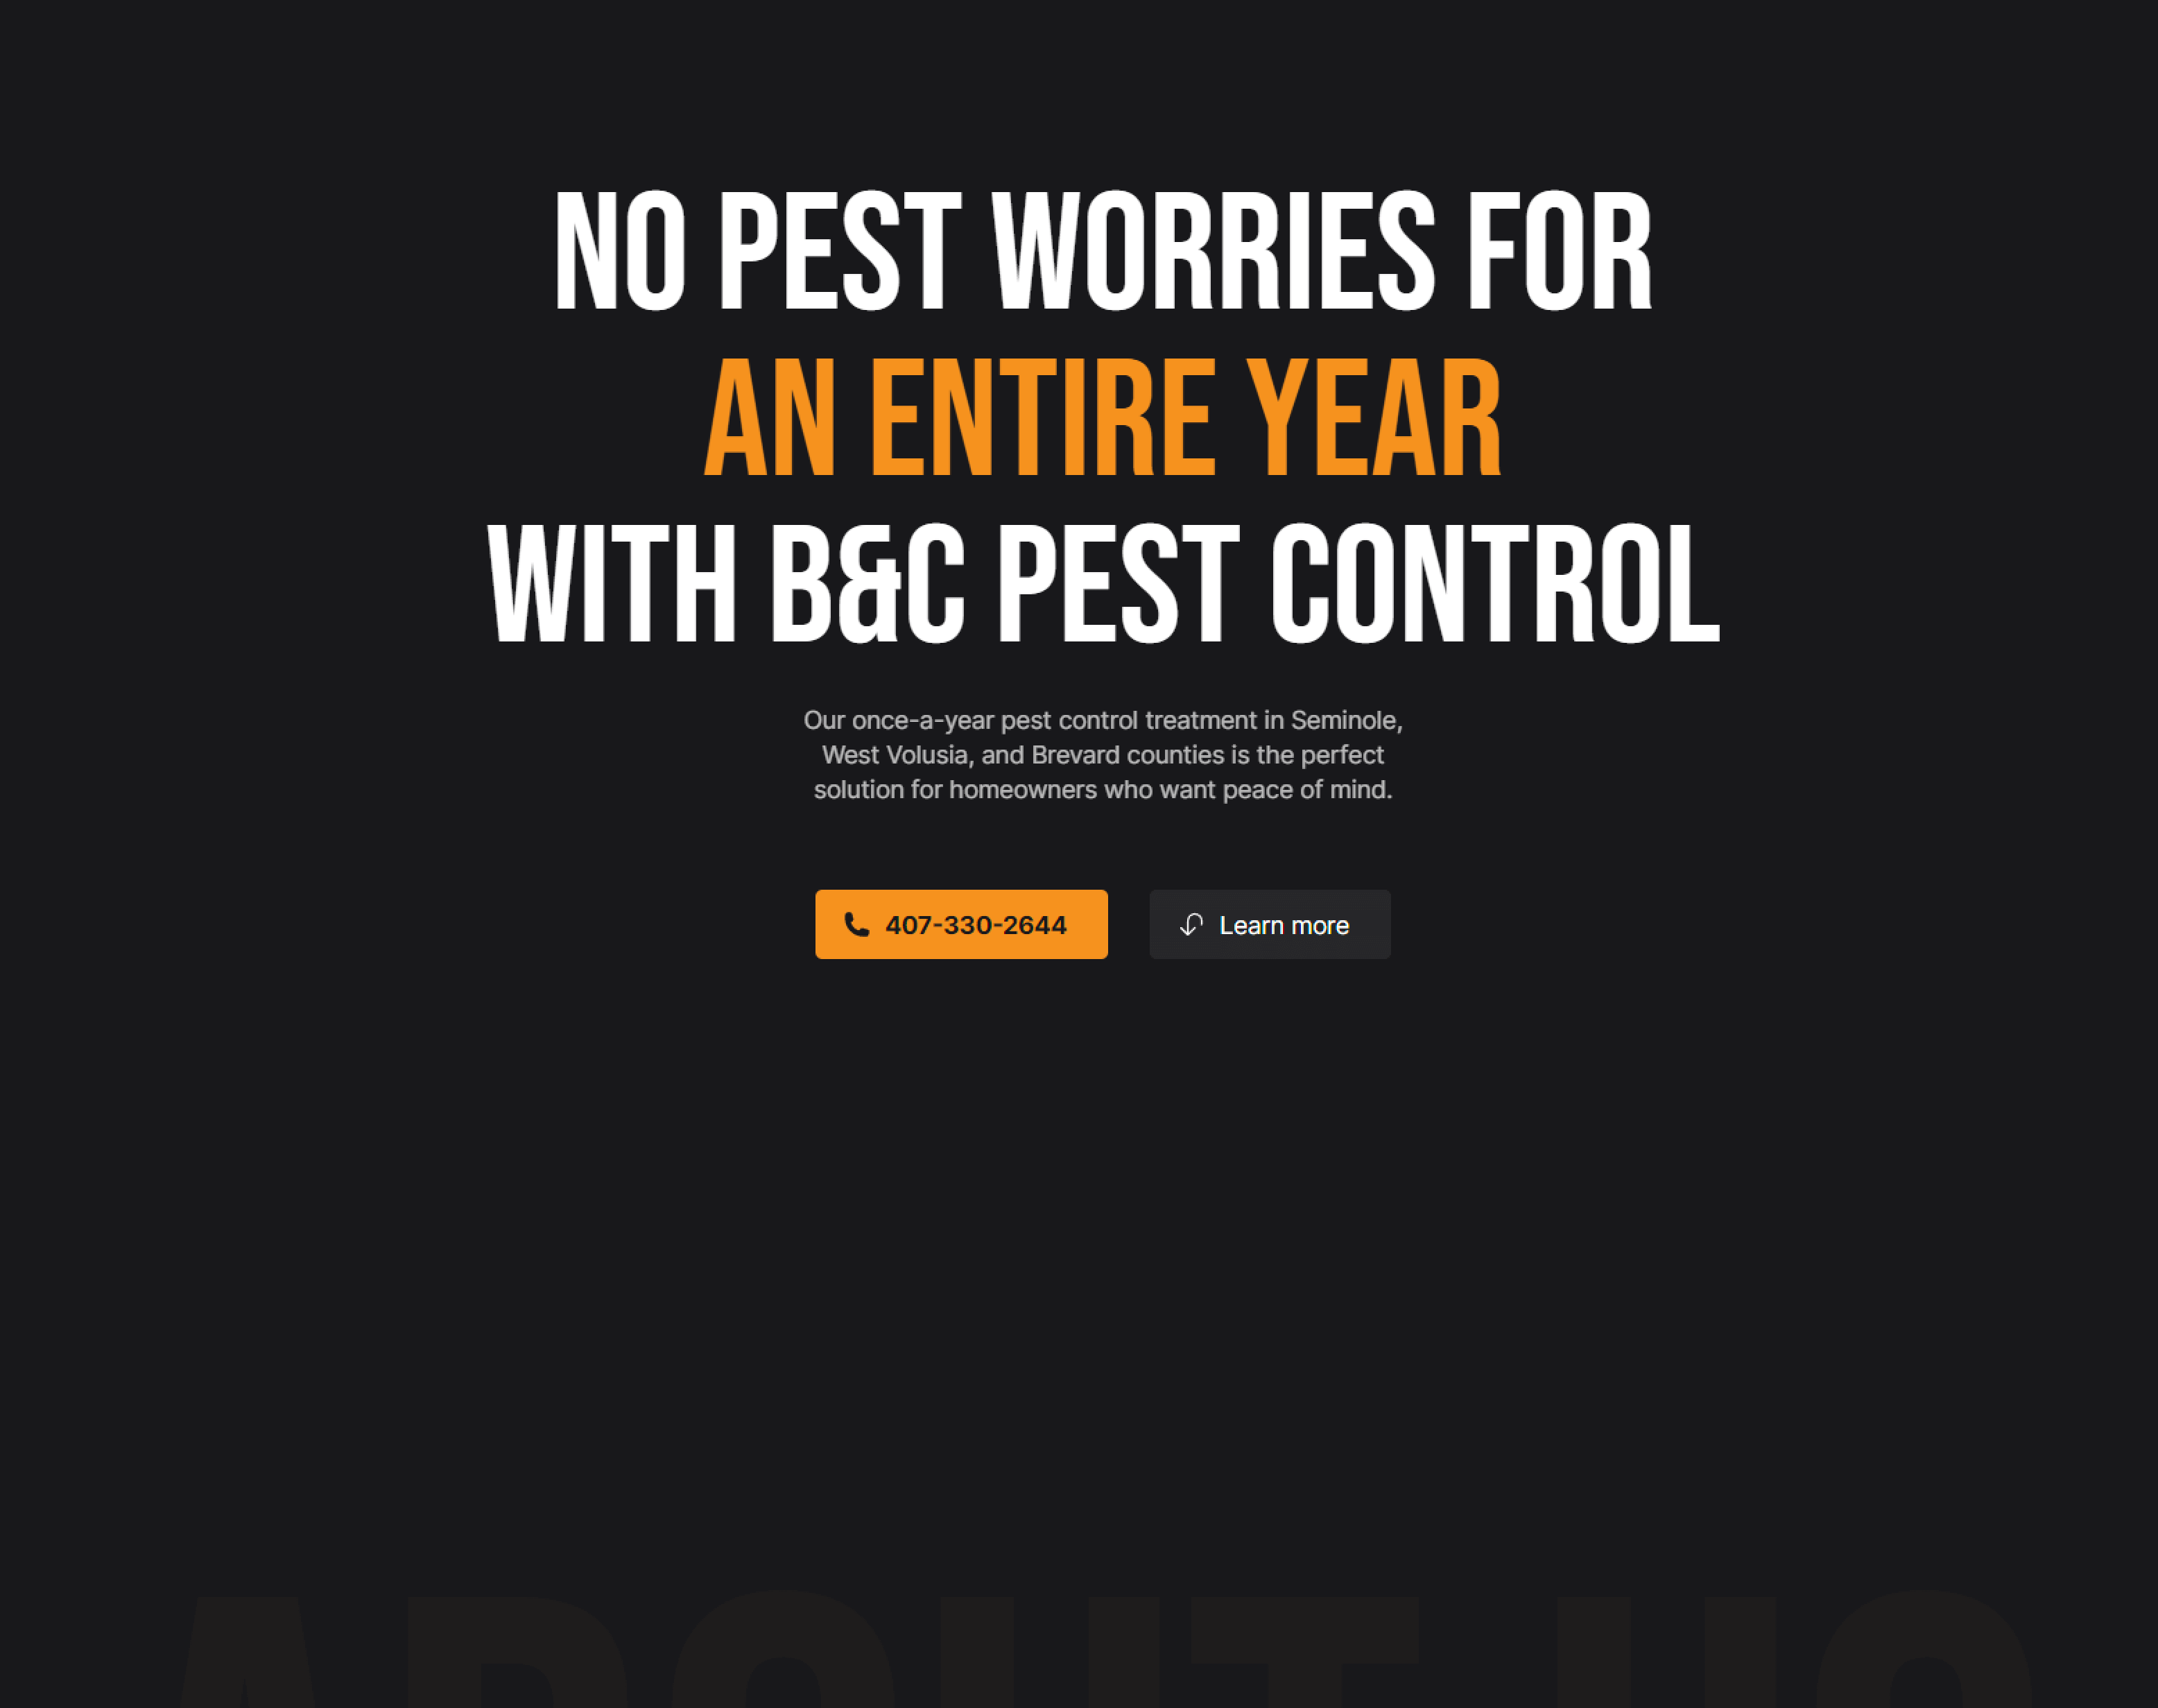 NO PEST WORRIES FOR
AN ENTIRE YEAR
WITH B&C PEST CONTROL
Our once-a-year pest control treatment in Seminole,
West Volusia, and Brevard counties is the perfect
solution for homeowners who want peace of mind.
407-330-2644
Learn more
ABOUT US